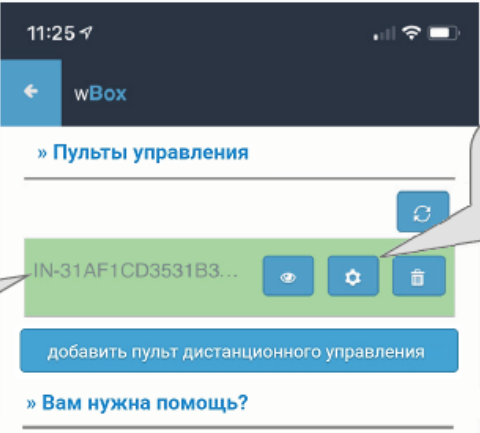 11:25
wBox
» Пульты управления
IN-31AF1CD3531B3...
добавить пульт дистанционного управления
» Вам нужна помощь?